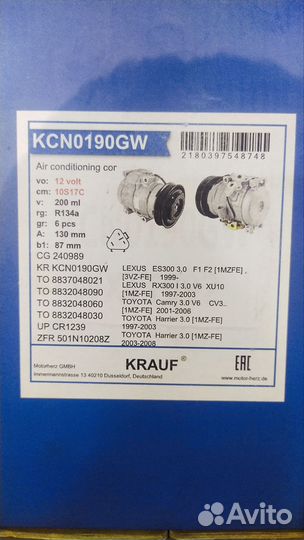 KCN0190GW
2180397548748
Air conditioning cor
vo: 12 volt
cm: 10S17C
v: 200 ml
rg: R134a
gr: 6 pcs
A: 130 mm
b1: 87 mm
CG 240989
KR KCN0190GW
TO 8837048021
TO 8832048090
TO 8832048060
TO 8832048030
UP CR1239
ZFR 501N10208Z
LEXUS ES300 3,0 F1 F2 [1MZFE] ,
[3VZ-FE] 1999-
LEXUS RX300 I 3.0 V6 XU10
[1MZ-FE] 1997-2003
TOYOTA Camry 3.0 V6 CV3..
[1MZ-FE] 2001-2006
TOYOTA Harrier 3.0 [1MZ-FE]
1997-2003
TOYOTA Harrier 3.0 [1MZ-FE]
2003-2008
Motorherz GMBH
Immermannstrasse 13 40210 Dusseldorf, Deutschland
KRAUF®
EAC
www.motor-herz.de
Avito